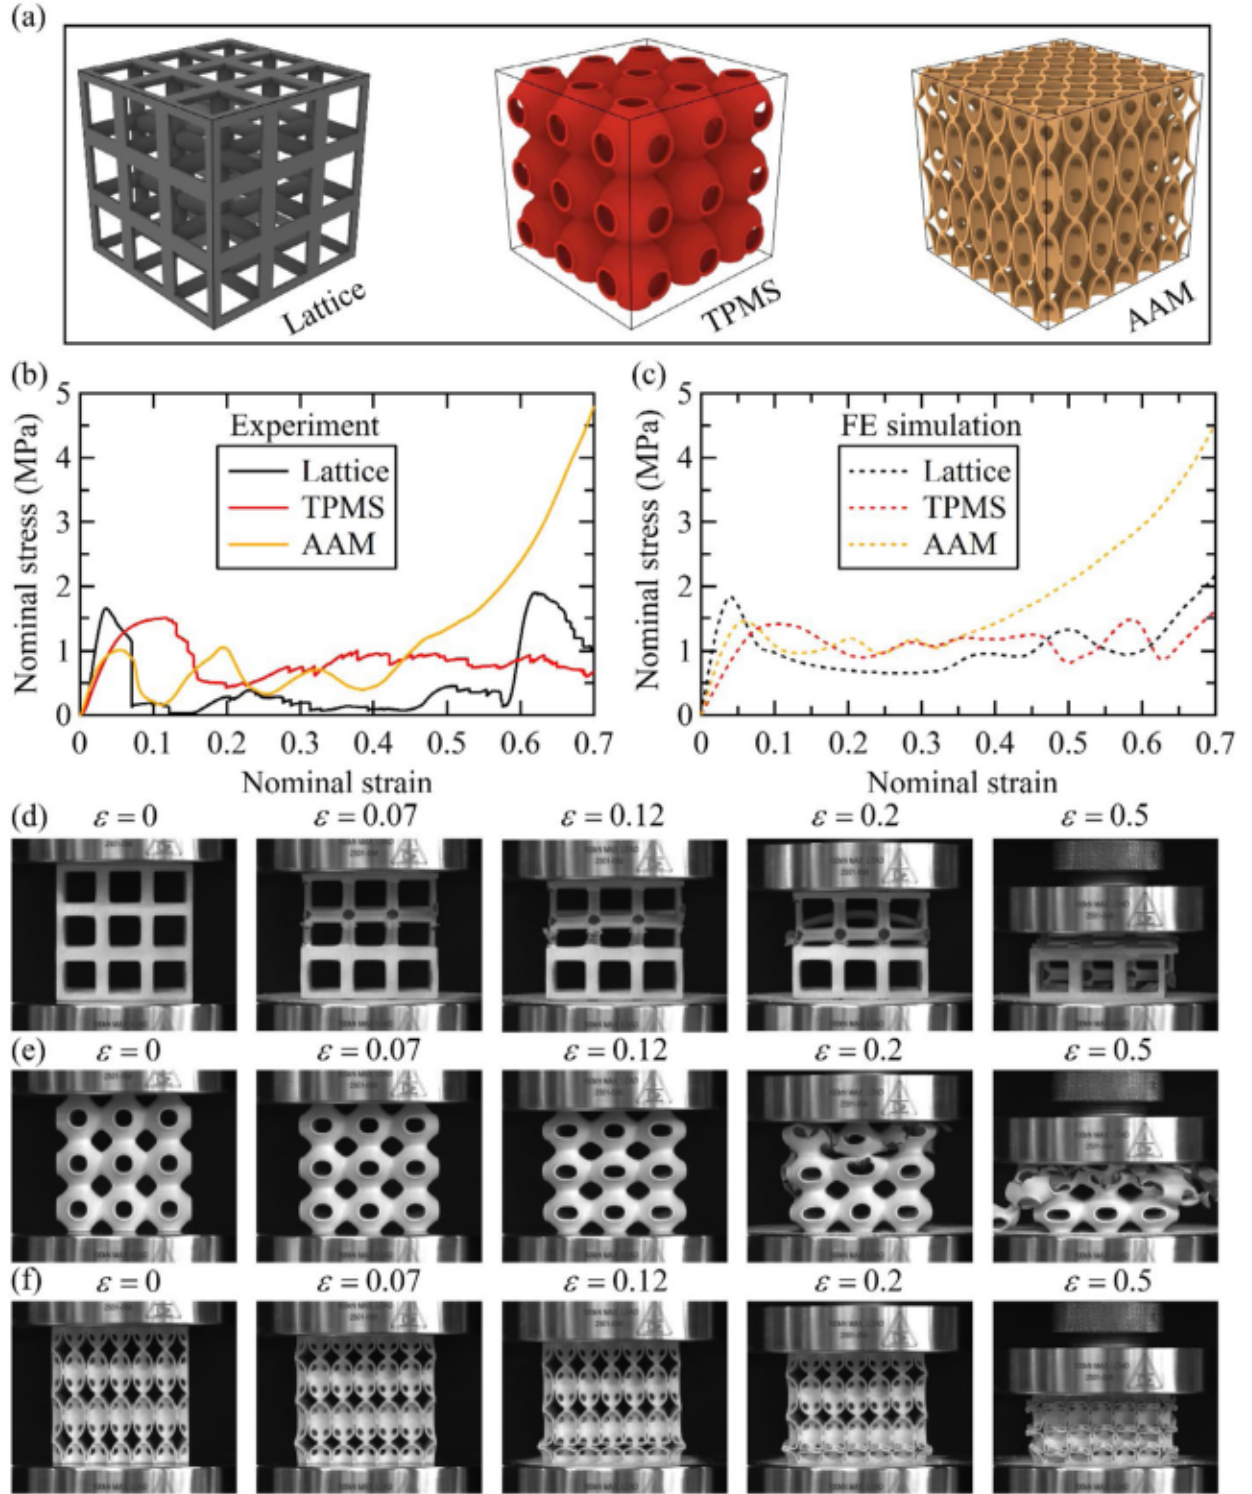 (a)
Lattice
TPMS
AAM
(b)
Nominal stress (MPa)
5
4
3
2
1
0
Experiment
Lattice
TPMS
AAM
0 0.1 0.2 0.3 0.4 0.5 0.6 0.7
Nominal strain
(c)
Nominal stress (MPa)
5
4
3
2
1
0
FE simulation
Lattice
TPMS
AAM
0 0.1 0.2 0.3 0.4 0.5 0.6 0.7
Nominal strain
(d)
ε = 0 ε = 0.07 ε = 0.12 ε = 0.2 ε = 0.5
(e)
ε = 0 ε = 0.07 ε = 0.12 ε = 0.2 ε = 0.5
(f)
ε = 0 ε = 0.07 ε = 0.12 ε = 0.2 ε = 0.5